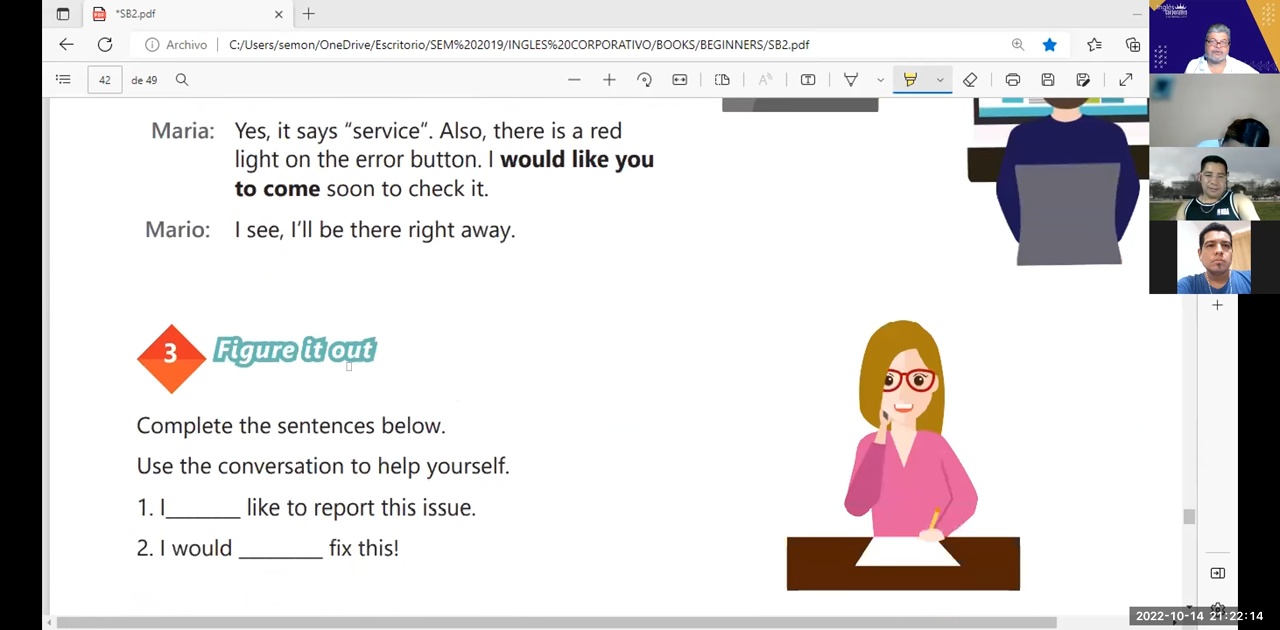 *SB2.pdf
Archivo
C:/Users/semon/OneDrive/Escritorio/SEM%202019/INGLES%20CORPORATIVO/BOOKS/BEGINNERS/SB2.pdf
42 de 49
Maria: Yes, it says “service”. Also, there is a red
light on the error button. I would like you
to come soon to check it.
Mario: I see, I’ll be there right away.
3 Figure it out
Complete the sentences below.
Use the conversation to help yourself.
1. I_______ like to report this issue.
2. I would ________ fix this!
2022-10-14 21:22:14